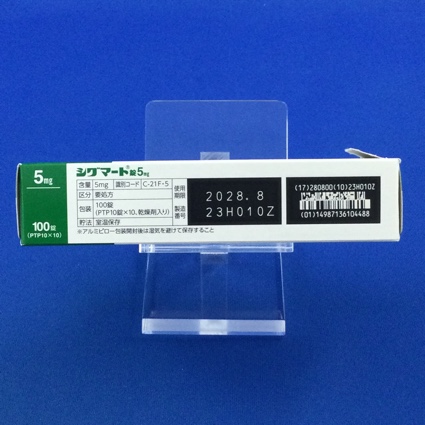 5mg
100錠
(PTP10×10)
シグマート®錠5mg
含量 5mg 識別コード C-21F・5
区分 要処方
包装 100錠
(PTP10錠×10、乾燥剤入り)
貯法 室温保存
※アルミピロー包装開封後は湿気を避けて保存すること
使用
期限
2028.8
製造
番号
23H010Z
(17)280800(10)23H010Z
(01)14987136104488